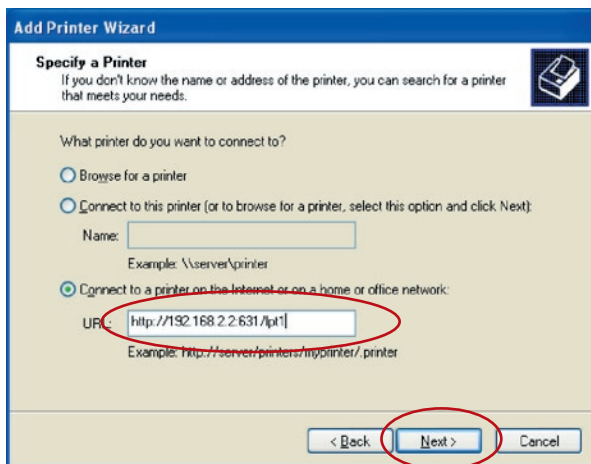 Add Printer Wizard
Specify a Printer
If you don't know the name or address of the printer, you can search for a printer
that meets your needs.
What printer do you want to connect to?
Browse for a printer
Connect to this printer (or to browse for a printer, select this option and click Next):
Name:
Example: \\server\printer
Connect to a printer on the Internet or on a home or office network:
URL: http://192.168.2.2:631/lpt1
Example: http://server/printers/myprinter/.printer
< Back Next > Cancel